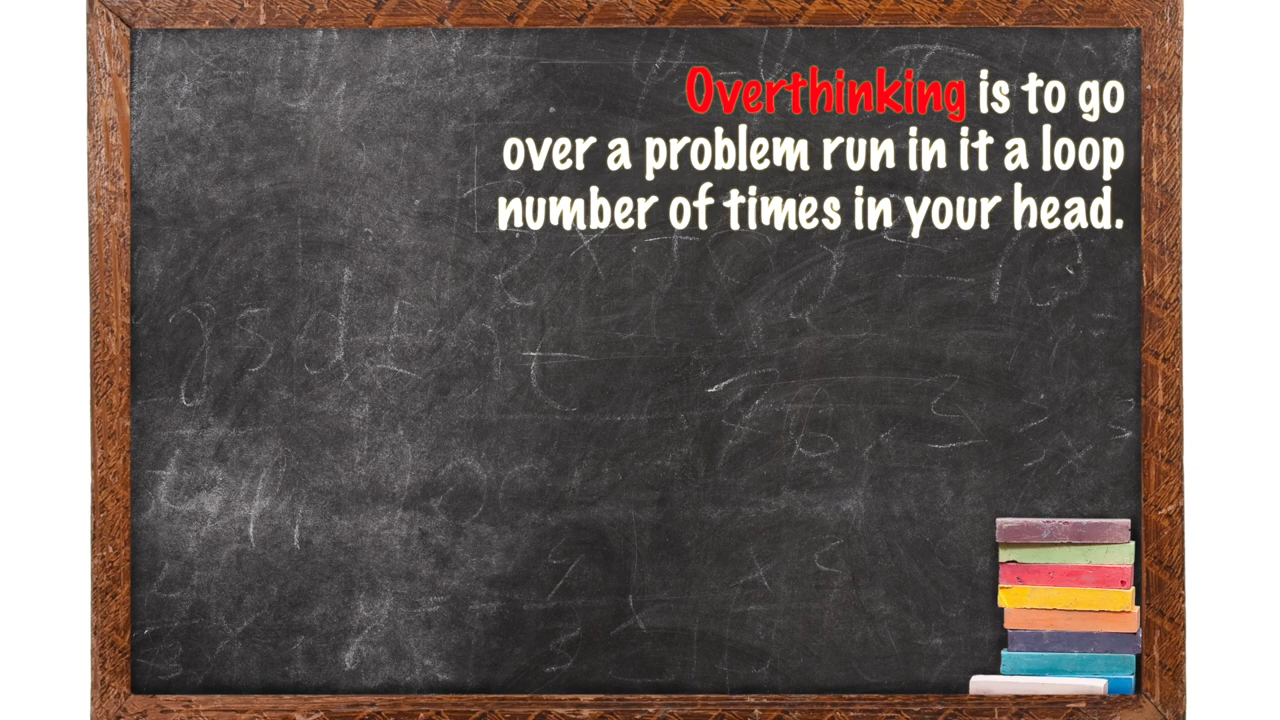 Overthinking is to go
over a problem run in it a loop
number of times in your head.